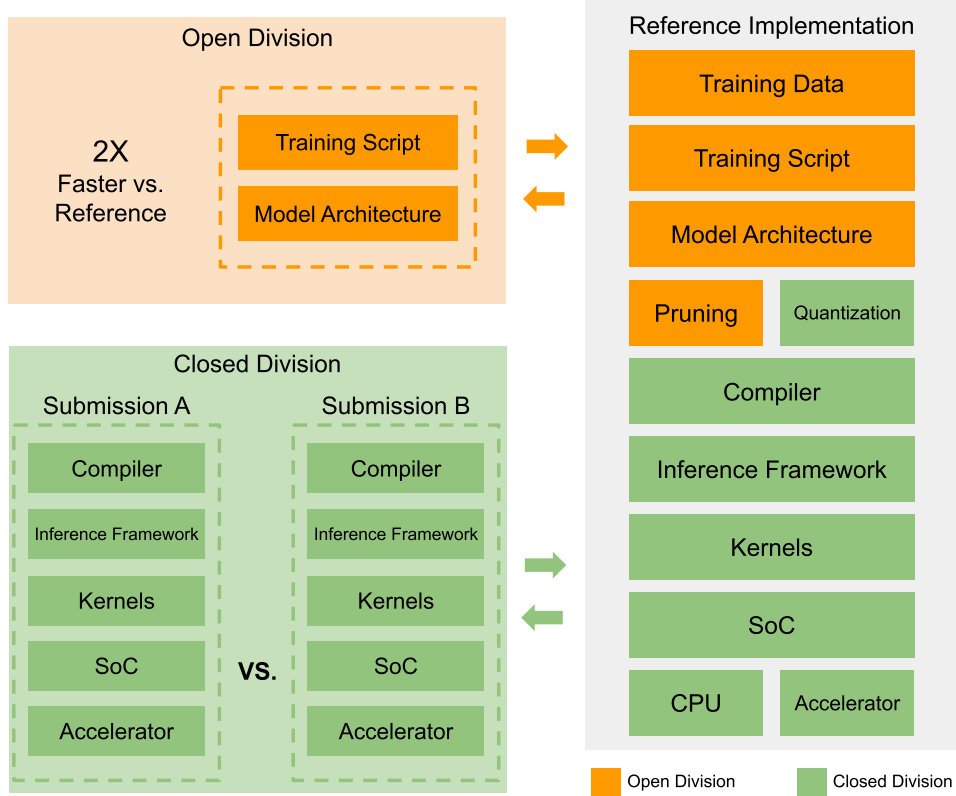 Open Division
2X
Faster vs.
Reference
Training Script
Model Architecture
Closed Division
Submission A
Compiler
Inference Framework
Kernels
SoC
Accelerator
VS.
Submission B
Compiler
Inference Framework
Kernels
SoC
Accelerator
Reference Implementation
Training Data
Training Script
Model Architecture
Pruning
Quantization
Compiler
Inference Framework
Kernels
SoC
CPU
Accelerator
Open Division
Closed Division